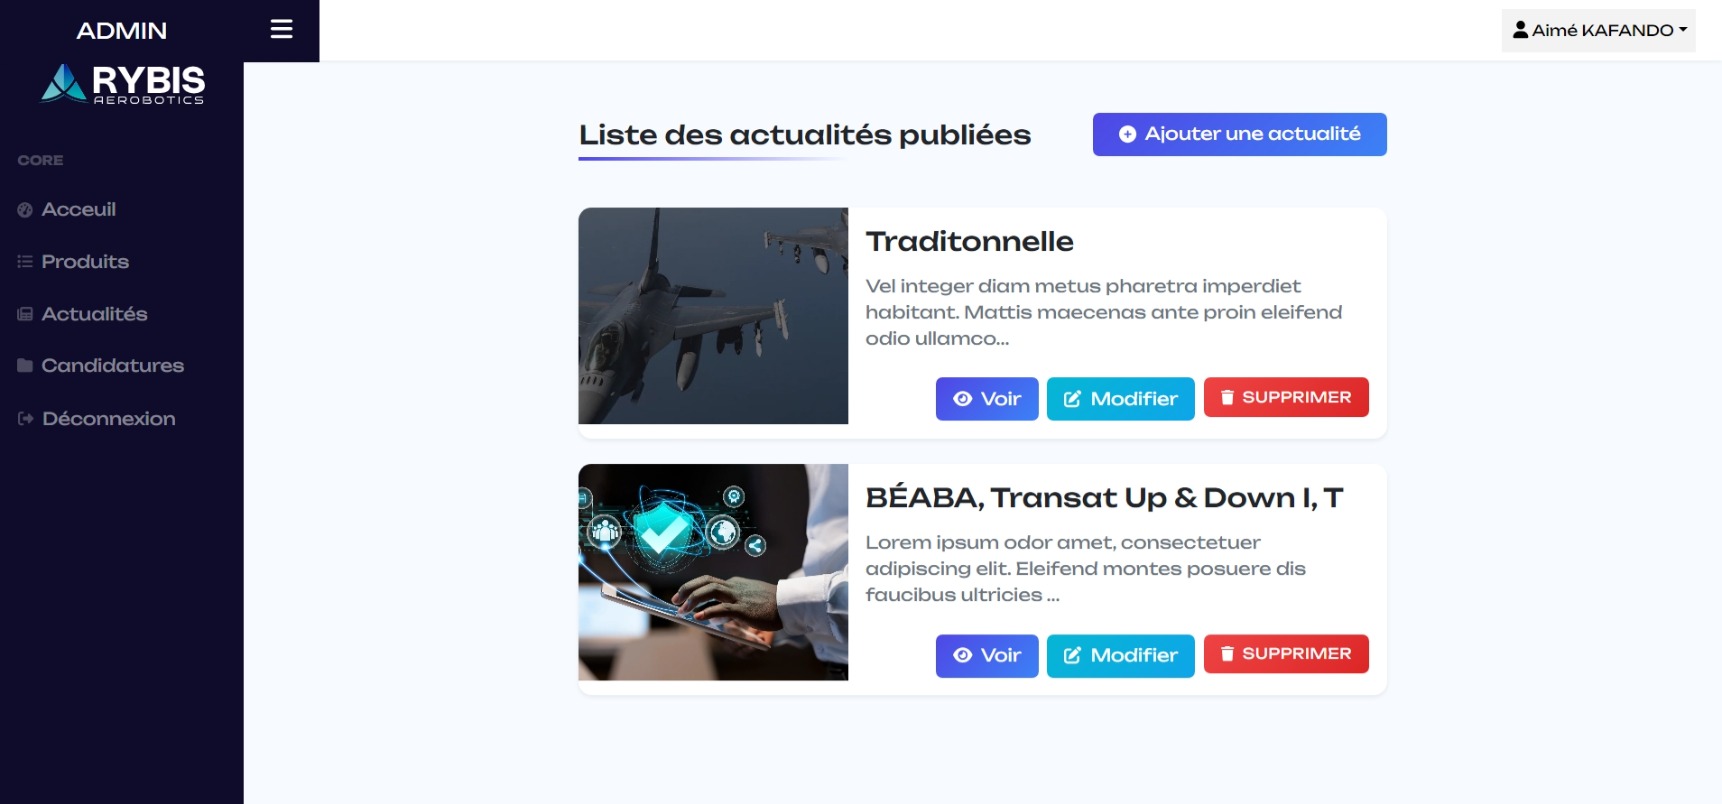 ADMIN
Aimé KAFANDO
RYBIS
AEROBOTICS
CORE
Acceuil
Produits
Actualités
Candidatures
Déconnexion
Liste des actualités publiées
Ajouter une actualité
Traditonnelle
Vel integer diam metus pharetra imperdiet
habitant. Mattis maecenas ante proin eleifend
odio ullamco...
Voir
Modifier
SUPPRIMER
BÉABA, Transat Up & Down I, T
Lorem ipsum odor amet, consectetuer
adipiscing elit. Eleifend montes posuere dis
faucibus ultricies ...
Voir
Modifier
SUPPRIMER